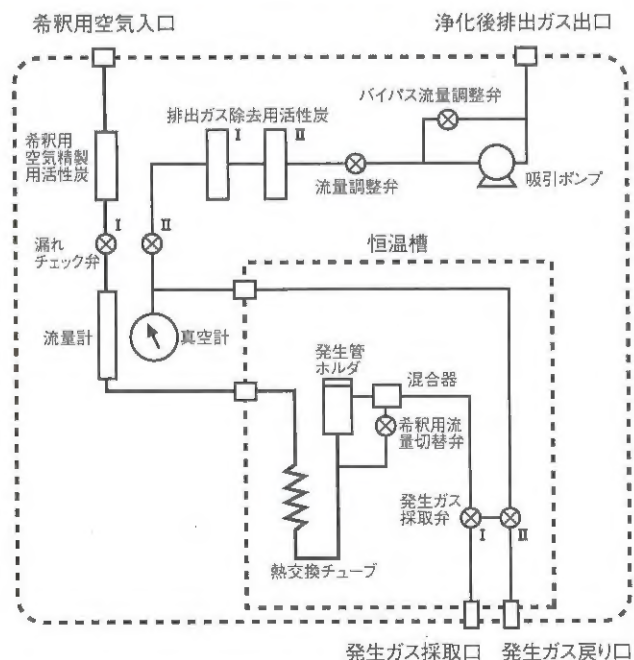 希釈用空気入口
浄化後排出ガス出口
バイパス流量調整弁
排出ガス除去用活性炭
I
II
希釈用
空気精製
用活性炭
流量調整弁
吸引ポンプ
I
II
漏れ
チェック弁
恒温槽
流量計
真空計
発生管
ホルダ
混合器
希釈用流
量切替弁
発生ガス
採取弁
I
II
熱交換チューブ
発生ガス採取口
発生ガス戻り口